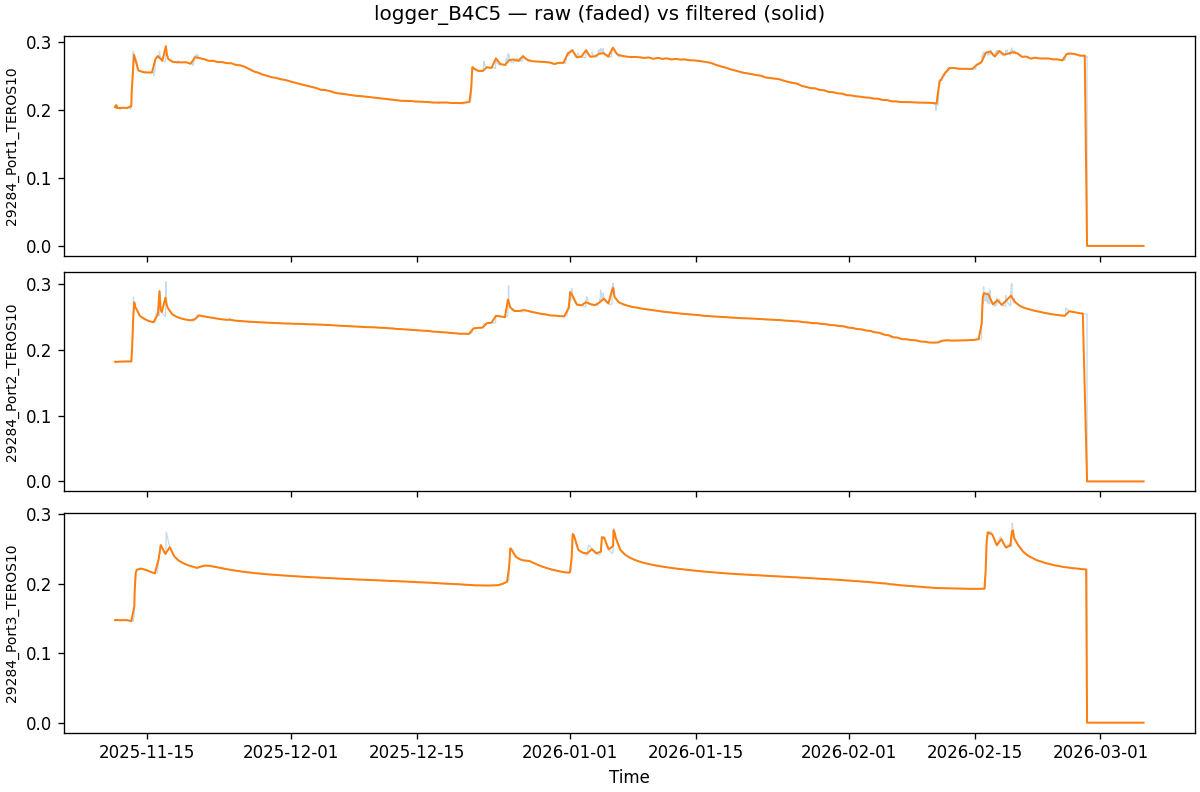 logger_B4C5 — raw (faded) vs filtered (solid)
29284_Port1_TEROS10
0.3
0.2
0.1
0.0
29284_Port2_TEROS10
0.3
0.2
0.1
0.0
29284_Port3_TEROS10
0.3
0.2
0.1
0.0
2025-11-15 2025-12-01 2025-12-15 2026-01-01 2026-01-15 2026-02-01 2026-02-15 2026-03-01
Time